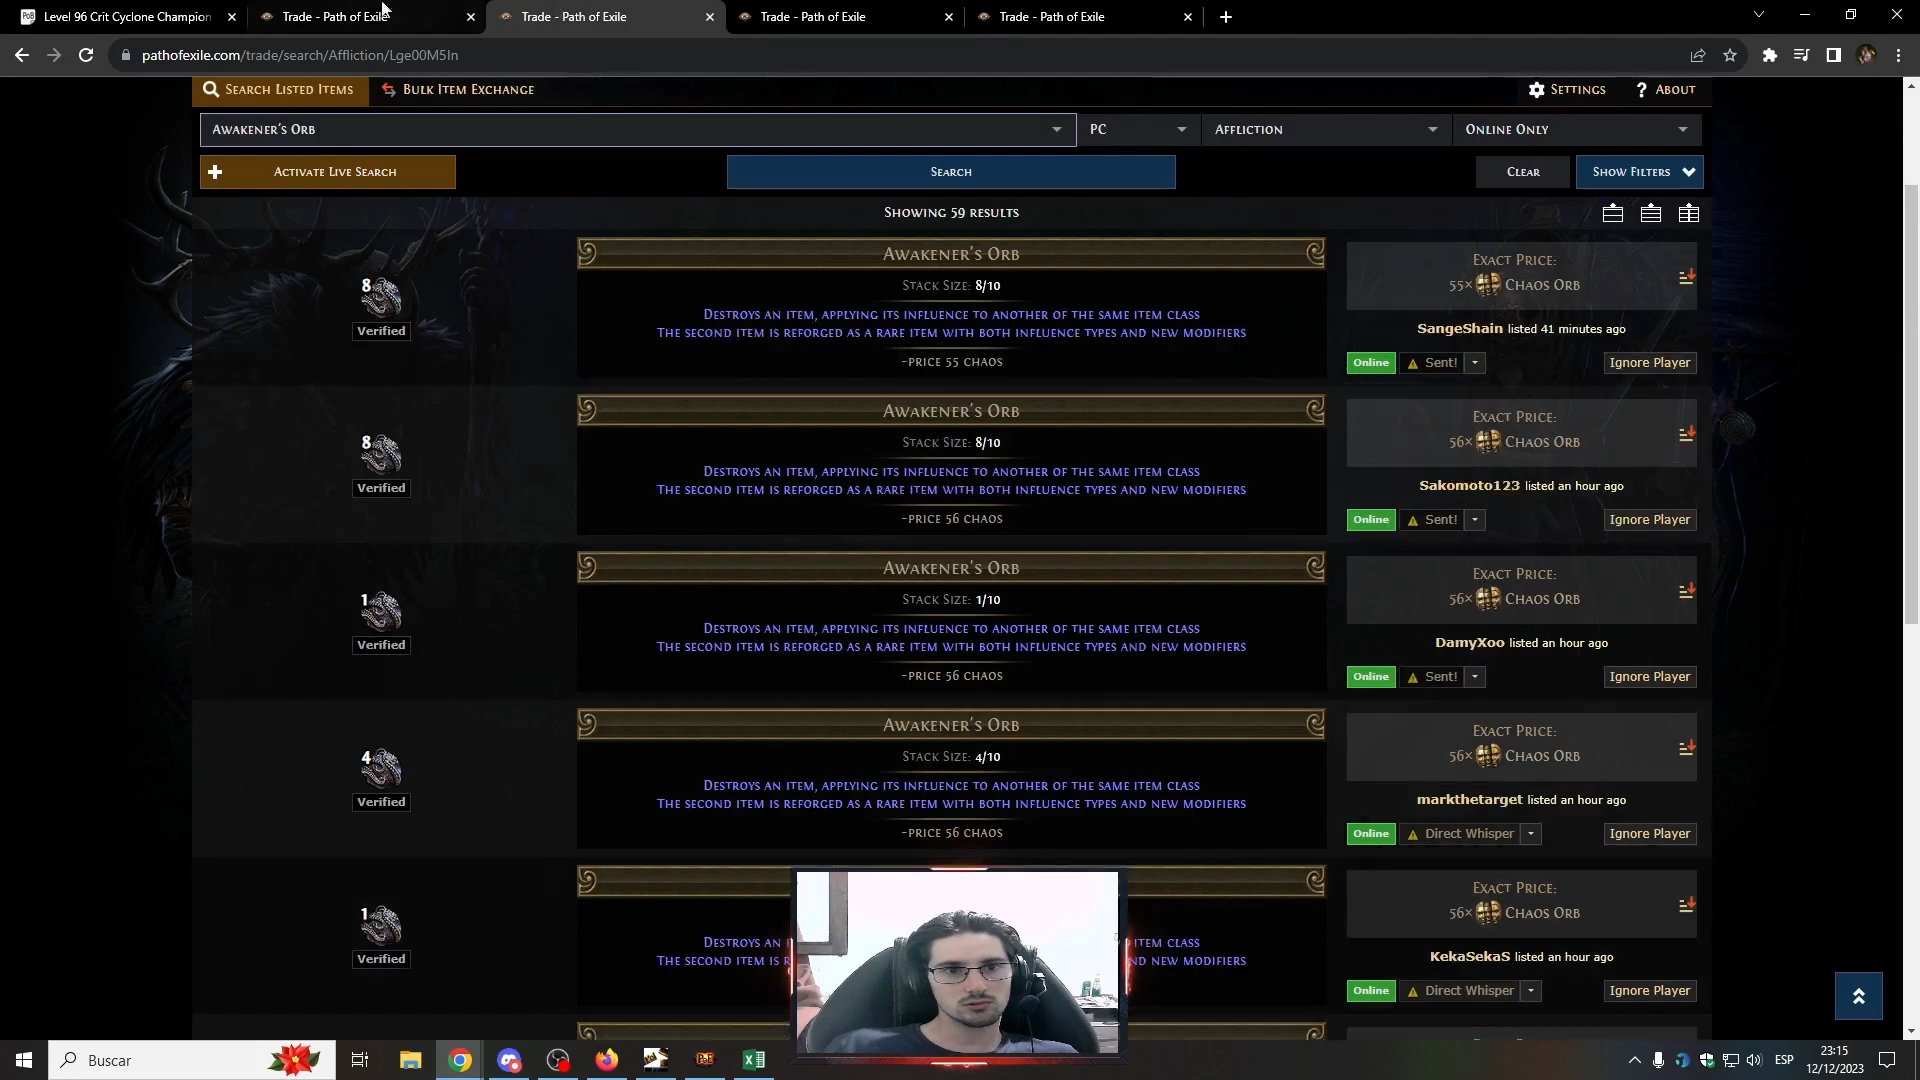 Level 96 Crit Cyclone Champion
Trade - Path of Exile
Trade - Path of Exile
Trade - Path of Exile
Trade - Path of Exile
pathofexile.com/trade/search/Affliction/Lge00M5ln
Search Listed Items
Bulk Item Exchange
Settings
? About
Awakener's Orb
PC
Affliction
Online Only
Activate Live Search
Search
Clear
Show Filters
Showing 59 results
8
Verified
Awakener's Orb
Stack Size: 8/10
Destroys an item, applying its influence to another of the same item class
The second item is reforged as a rare item with both influence types and new modifiers
~price 55 chaos
Exact Price:
55× Chaos Orb
SangeShain listed 41 minutes ago
Online
Sent!
Ignore Player
8
Verified
Awakener's Orb
Stack Size: 8/10
Destroys an item, applying its influence to another of the same item class
The second item is reforged as a rare item with both influence types and new modifiers
~price 56 chaos
Exact Price:
56× Chaos Orb
Sakomoto123 listed an hour ago
Online
Sent!
Ignore Player
1
Verified
Awakener's Orb
Stack Size: 1/10
Destroys an item, applying its influence to another of the same item class
The second item is reforged as a rare item with both influence types and new modifiers
~price 56 chaos
Exact Price:
56× Chaos Orb
DamyXoo listed an hour ago
Online
Sent!
Ignore Player
4
Verified
Awakener's Orb
Stack Size: 4/10
Destroys an item, applying its influence to another of the same item class
The second item is reforged as a rare item with both influence types and new modifiers
~price 56 chaos
Exact Price:
56× Chaos Orb
markthetarget listed an hour ago
Online
Direct Whisper
Ignore Player
1
Verified
Destroys an item class
The second item is nd new modifiers
Exact Price:
56× Chaos Orb
KekaSekaS listed an hour ago
Online
Direct Whisper
Ignore Player
Buscar
ESP
23:15
12/12/2023